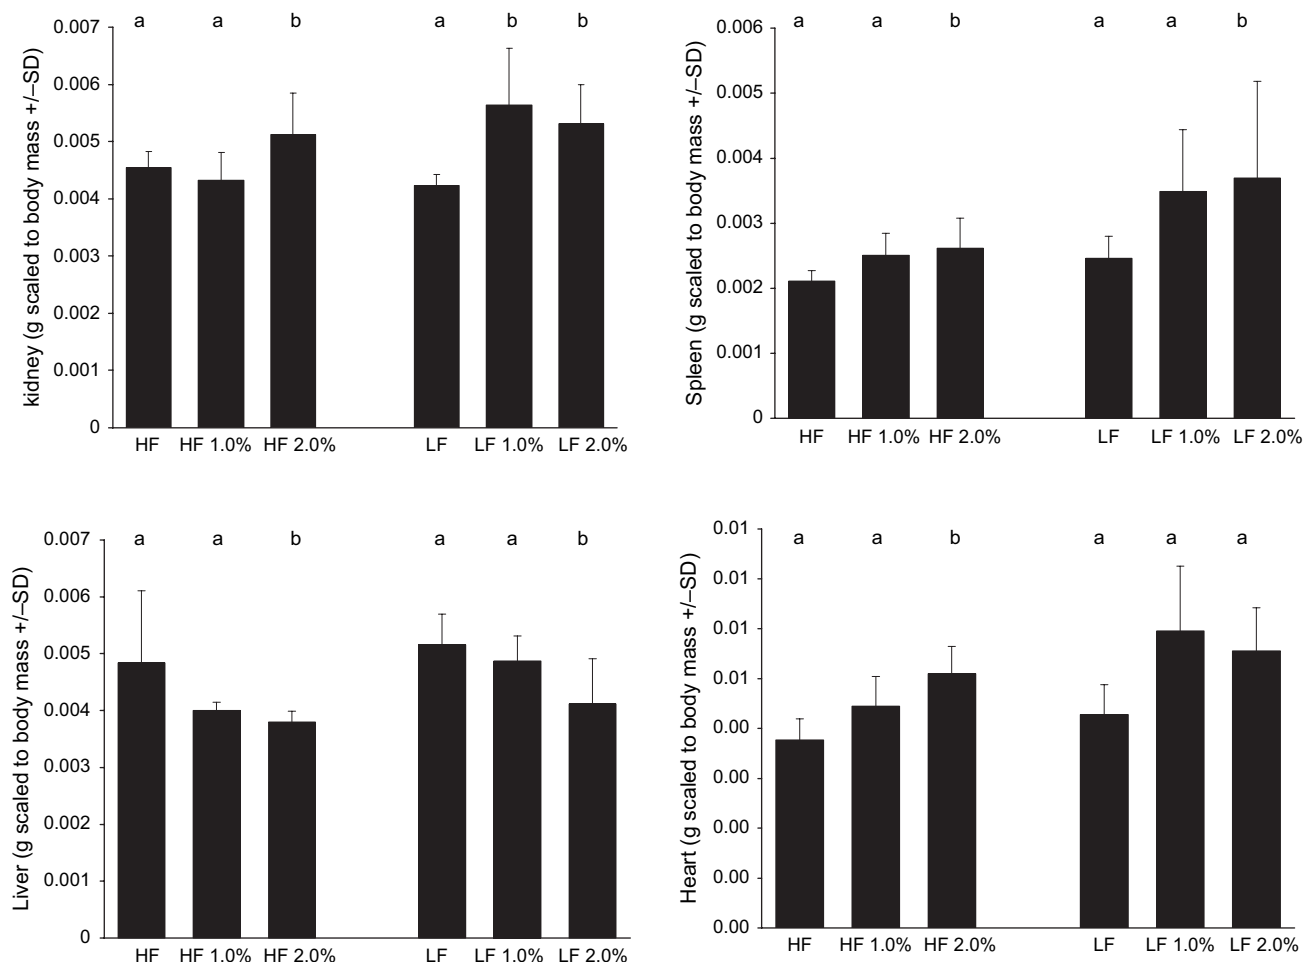 a a b a b b
0.007
0.006
0.005
0.004
0.003
0.002
0.001
0
kidney (g scaled to body mass +/–SD)
HF HF 1.0% HF 2.0% LF LF 1.0% LF 2.0%
a a b a a b
0.006
0.005
0.004
0.003
0.002
0.001
0
Spleen (g scaled to body mass +/–SD)
HF HF 1.0% HF 2.0% LF LF 1.0% LF 2.0%
a a b a a b
0.007
0.006
0.005
0.004
0.003
0.002
0.001
0
Liver (g scaled to body mass +/–SD)
HF HF 1.0% HF 2.0% LF LF 1.0% LF 2.0%
a a b a a a
0.01
0.01
0.01
0.01
0.00
0.00
0.00
0.00
0.00
Heart (g scaled to body mass +/–SD)
HF HF 1.0% HF 2.0% LF LF 1.0% LF 2.0%